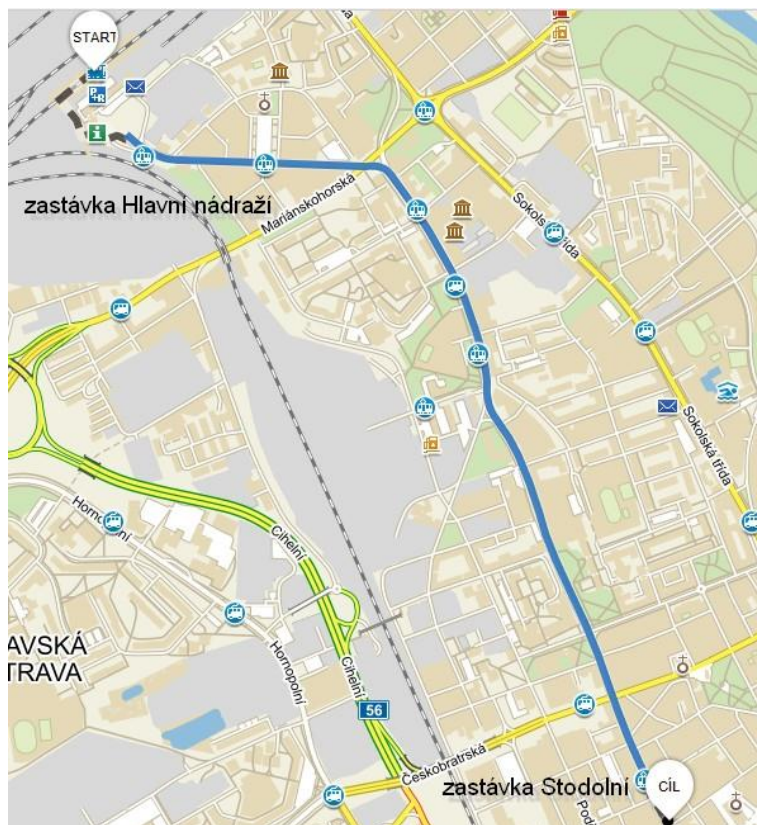 START
P+R
zastávka Hlavní nádraží
Mariánskohorská
Sokolská třída
Sokolská třída
Hornopolní
Cihelní
Hornopolní
Cihelní
AVSKÁ
TRAVA
56
Českobratrská
zastávka Stodolní
CÍL
Pod